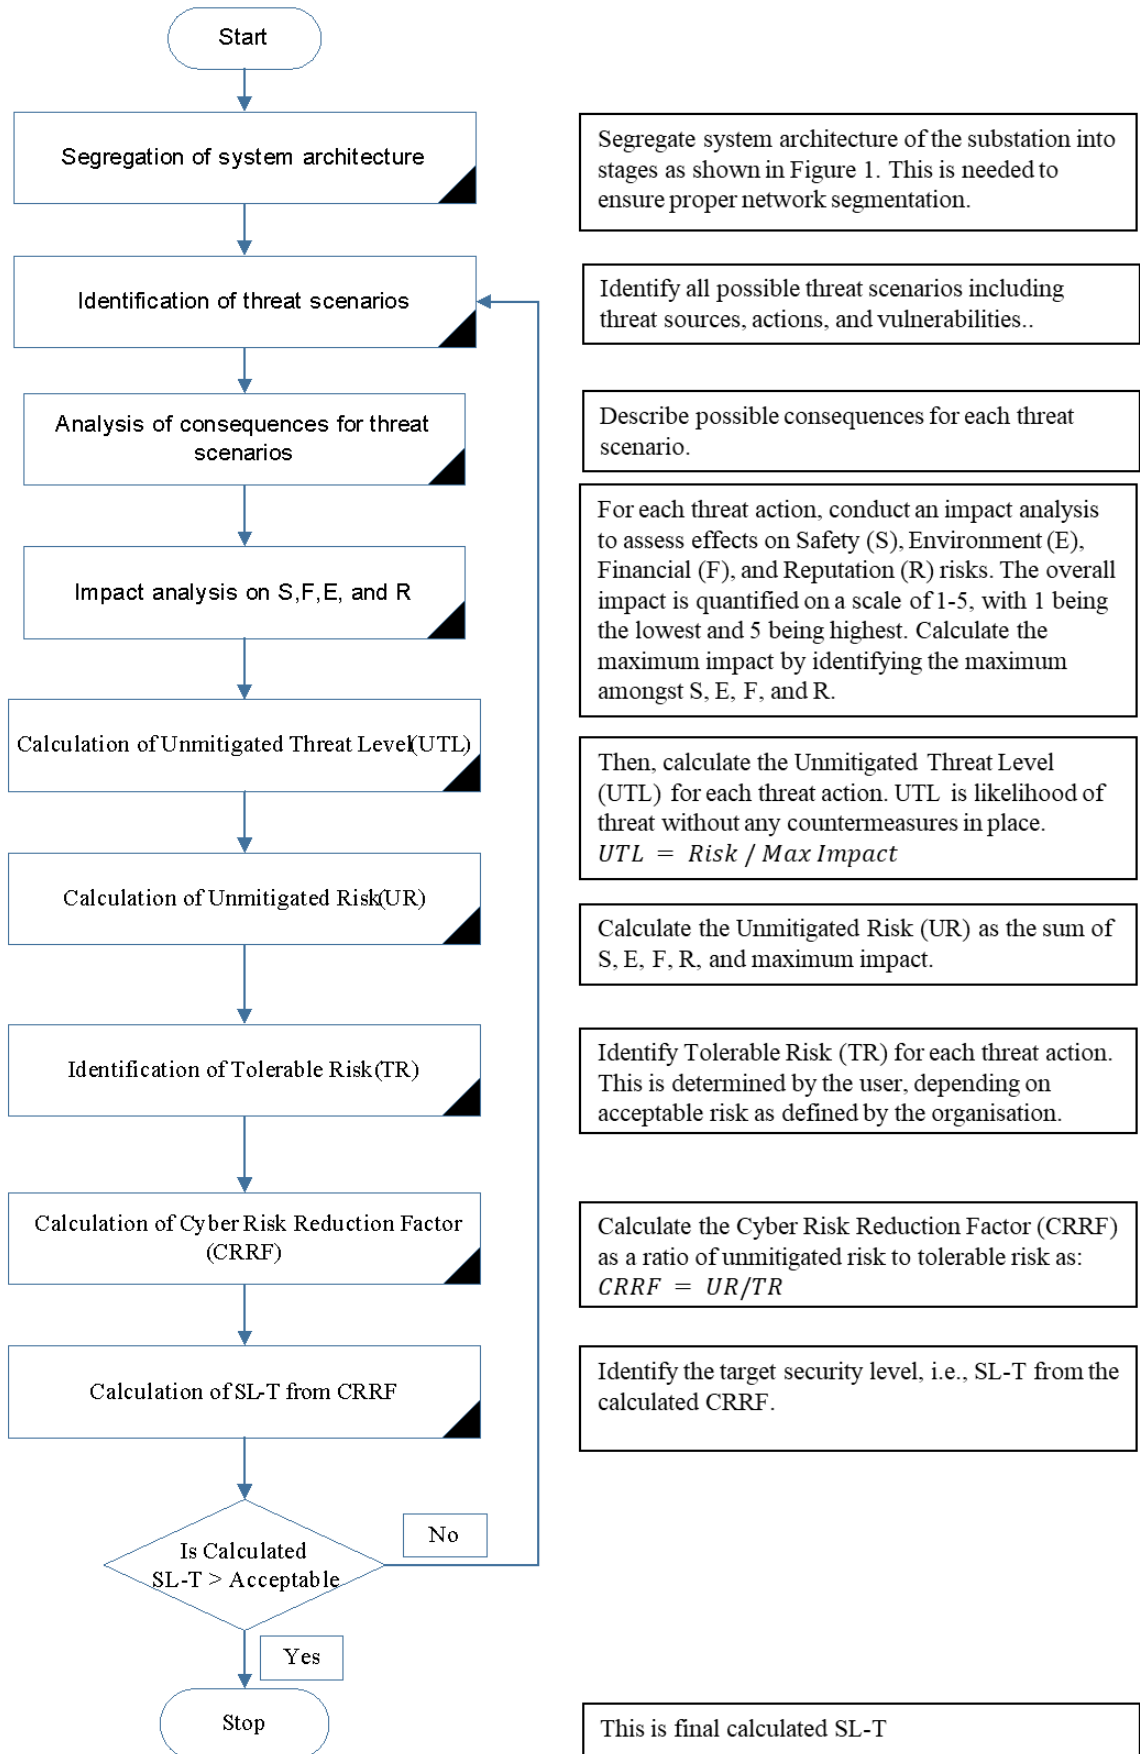 Start
Segregation of system architecture
Segregate system architecture of the substation into
stages as shown in Figure 1. This is needed to
ensure proper network segmentation.
Identification of threat scenarios
Identify all possible threat scenarios including
threat sources, actions, and vulnerabilities..
Analysis of consequences for threat
scenarios
Describe possible consequences for each threat
scenario.
Impact analysis on S,F,E, and R
For each threat action, conduct an impact analysis
to assess effects on Safety (S), Environment (E),
Financial (F), and Reputation (R) risks. The overall
impact is quantified on a scale of 1-5, with 1 being
the lowest and 5 being highest. Calculate the
maximum impact by identifying the maximum
amongst S, E, F, and R.
Calculation of Unmitigated Threat Level(UTL)
Then, calculate the Unmitigated Threat Level
(UTL) for each threat action. UTL is likelihood of
threat without any countermeasures in place.
UTL = Risk / Max Impact
Calculation of Unmitigated Risk(UR)
Calculate the Unmitigated Risk (UR) as the sum of
S, E, F, R, and maximum impact.
Identification of Tolerable Risk(TR)
Identify Tolerable Risk (TR) for each threat action.
This is determined by the user, depending on
acceptable risk as defined by the organisation.
Calculation of Cyber Risk Reduction Factor
(CRRF)
Calculate the Cyber Risk Reduction Factor (CRRF)
as a ratio of unmitigated risk to tolerable risk as:
CRRF = UR/TR
Calculation of SL-T from CRRF
Identify the target security level, i.e., SL-T from the
calculated CRRF.
Is Calculated
SL-T > Acceptable
No
Yes
Stop
This is final calculated SL-T